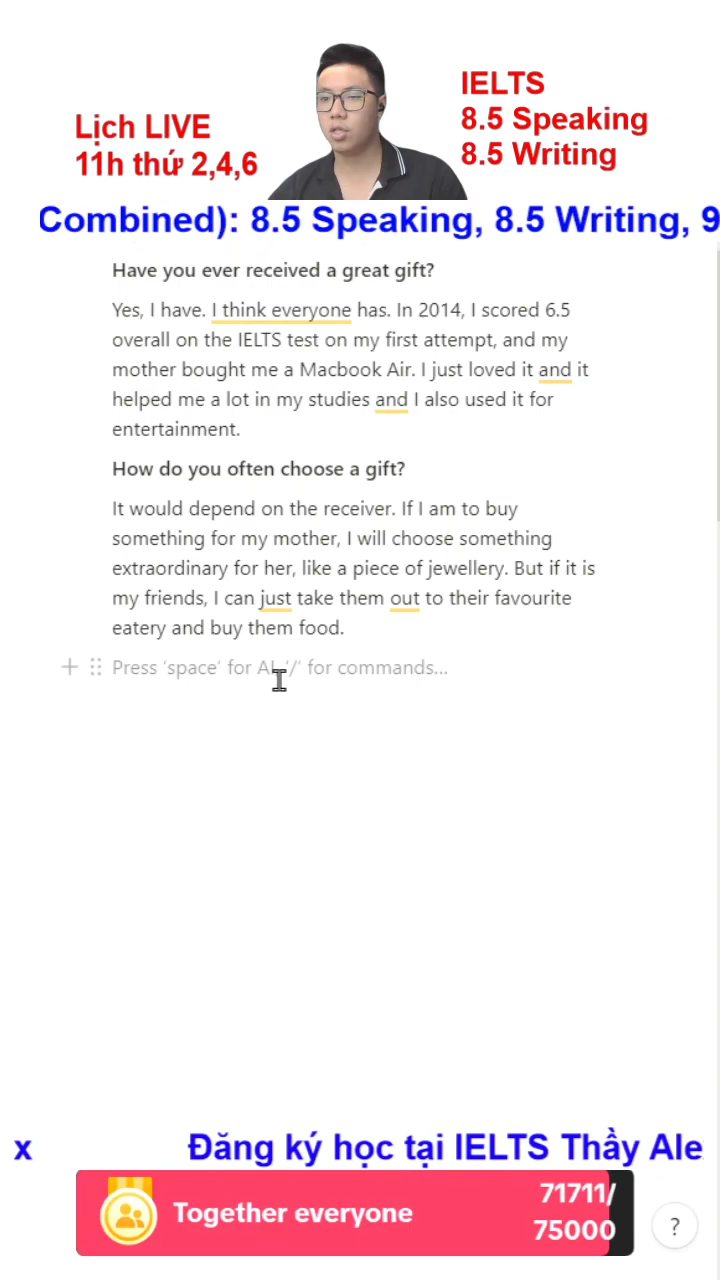 IELTS
8.5 Speaking
8.5 Writing
Lịch LIVE
11h thứ 2,4,6
Combined): 8.5 Speaking, 8.5 Writing, 9
Have you ever received a great gift?
Yes, I have. I think everyone has. In 2014, I scored 6.5
overall on the IELTS test on my first attempt, and my
mother bought me a Macbook Air. I just loved it and it
helped me a lot in my studies and I also used it for
entertainment.
How do you often choose a gift?
It would depend on the receiver. If I am to buy
something for my mother, I will choose something
extraordinary for her, like a piece of jewellery. But if it is
my friends, I can just take them out to their favourite
eatery and buy them food.
Press 'space' for AI, '/' for commands...
x Đăng ký học tại IELTS Thầy Ale
Together everyone
71711/
75000
?